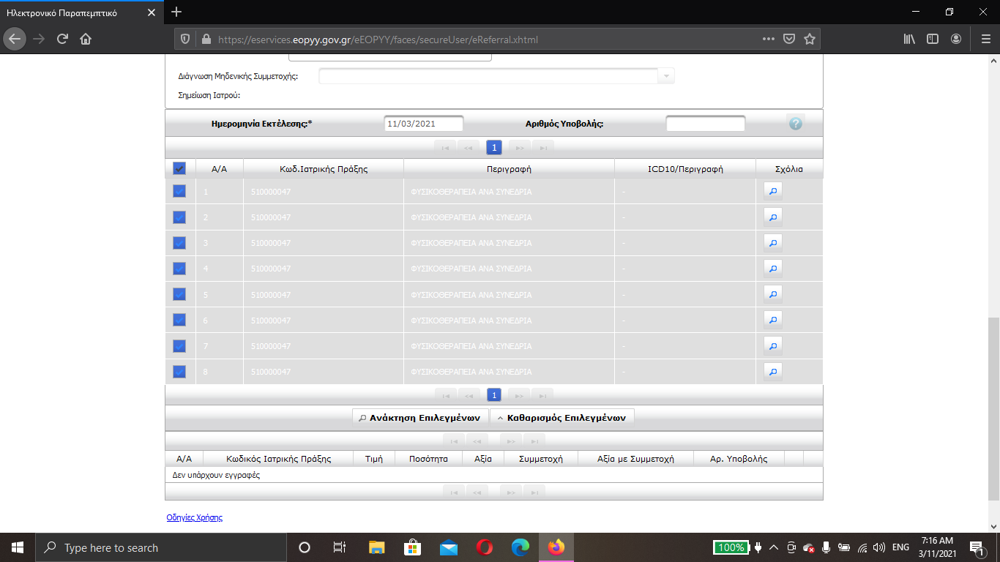 Ηλεκτρονικό Παραπεμπτικό
https://eservices.eopyy.gov.gr/eEOPYY/faces/secureUser/eReferral.xhtml
Διάγνωση Μηδενικής Συμμετοχής:
Σημείωση Ιατρού:
Ημερομηνία Εκτέλεσης:* 11/03/2021 Αριθμός Υποβολής: ?
1
Α/Α Κωδ.Ιατρικής Πράξης Περιγραφή ICD10/Περιγραφή Σχόλια
1 510000047 ΦΥΣΙΚΟΘΕΡΑΠΕΙΑ ΑΝΑ ΣΥΝΕΔΡΙΑ -
2 510000047 ΦΥΣΙΚΟΘΕΡΑΠΕΙΑ ΑΝΑ ΣΥΝΕΔΡΙΑ -
3 510000047 ΦΥΣΙΚΟΘΕΡΑΠΕΙΑ ΑΝΑ ΣΥΝΕΔΡΙΑ -
4 510000047 ΦΥΣΙΚΟΘΕΡΑΠΕΙΑ ΑΝΑ ΣΥΝΕΔΡΙΑ -
5 510000047 ΦΥΣΙΚΟΘΕΡΑΠΕΙΑ ΑΝΑ ΣΥΝΕΔΡΙΑ -
6 510000047 ΦΥΣΙΚΟΘΕΡΑΠΕΙΑ ΑΝΑ ΣΥΝΕΔΡΙΑ -
7 510000047 ΦΥΣΙΚΟΘΕΡΑΠΕΙΑ ΑΝΑ ΣΥΝΕΔΡΙΑ -
8 510000047 ΦΥΣΙΚΟΘΕΡΑΠΕΙΑ ΑΝΑ ΣΥΝΕΔΡΙΑ -
1
Ανάκτηση Επιλεγμένων Καθαρισμός Επιλεγμένων
Α/Α Κωδικός Ιατρικής Πράξης Τιμή Ποσότητα Αξία Συμμετοχή Αξία με Συμμετοχή Αρ. Υποβολής
Δεν υπάρχουν εγγραφές
Οδηγίες Χρήσης
Type here to search
100%
ENG
7:16 AM
3/11/2021
1